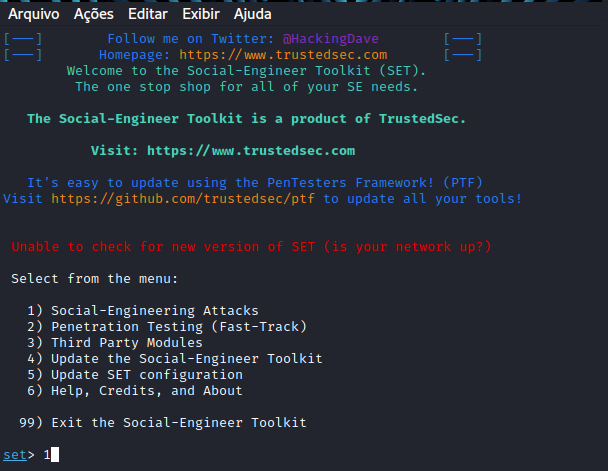 Arquivo Ações Editar Exibir Ajuda
[---] Follow me on Twitter: @HackingDave [---]
[---] Homepage: https://www.trustedsec.com [---]
Welcome to the Social-Engineer Toolkit (SET).
The one stop shop for all of your SE needs.
The Social-Engineer Toolkit is a product of TrustedSec.
Visit: https://www.trustedsec.com
It's easy to update using the PenTesters Framework! (PTF)
Visit https://github.com/trustedsec/ptf to update all your tools!
Unable to check for new version of SET (is your network up?)
Select from the menu:
1) Social-Engineering Attacks
2) Penetration Testing (Fast-Track)
3) Third Party Modules
4) Update the Social-Engineer Toolkit
5) Update SET configuration
6) Help, Credits, and About
99) Exit the Social-Engineer Toolkit
set> 1